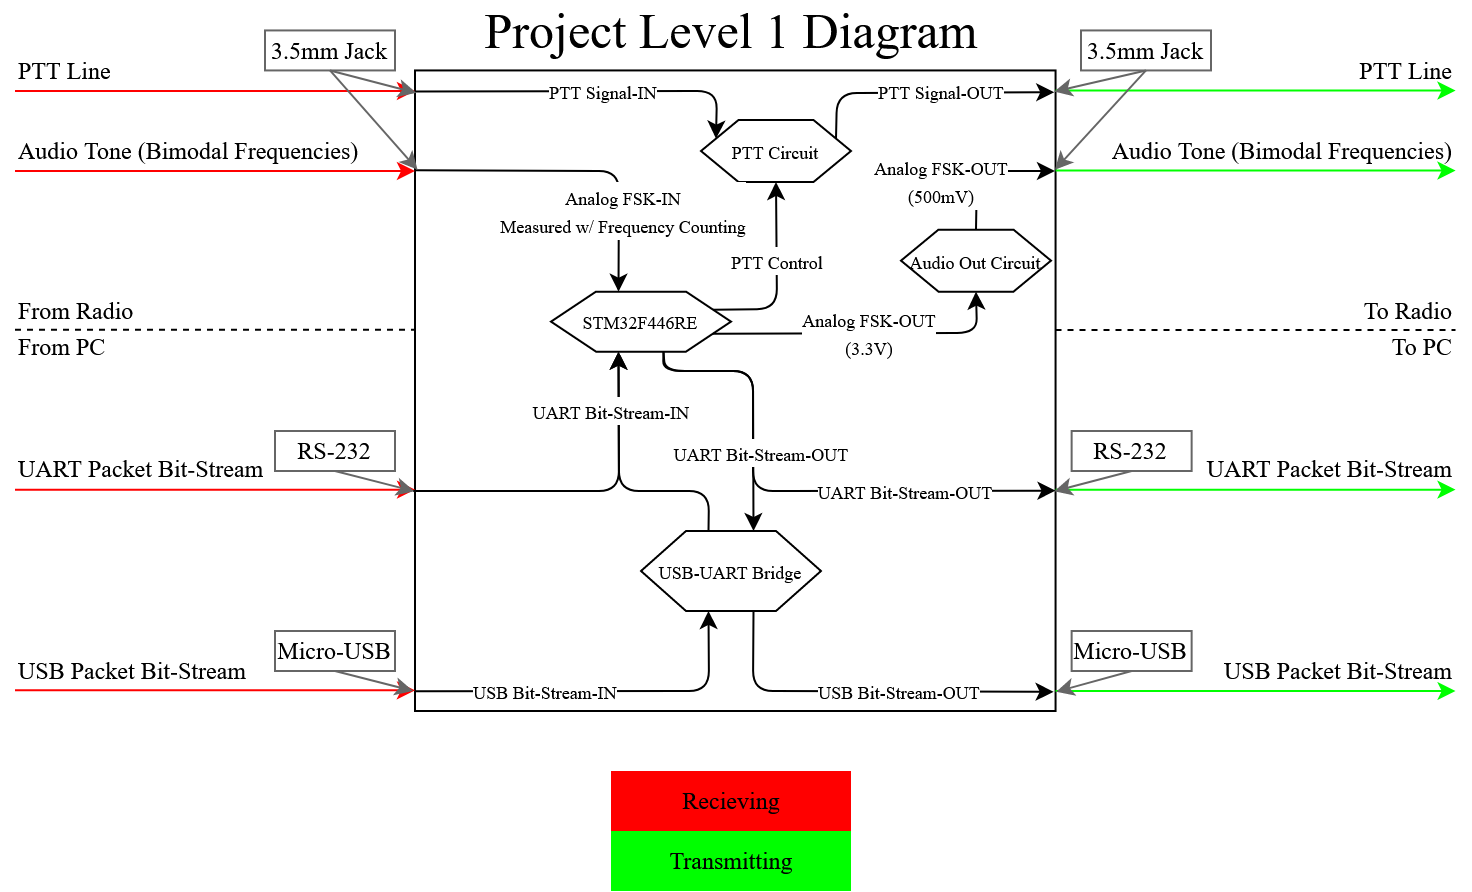 Project Level 1 Diagram
3.5mm Jack
3.5mm Jack
PTT Line
PTT Line
PTT Signal-IN
PTT Signal-OUT
PTT Circuit
Audio Tone (Bimodal Frequencies)
Audio Tone (Bimodal Frequencies)
Analog FSK-IN
Measured w/ Frequency Counting
Analog FSK-OUT
(500mV)
PTT Control
Audio Out Circuit
From Radio
To Radio
STM32F446RE
Analog FSK-OUT
(3.3V)
From PC
To PC
UART Bit-Stream-IN
RS-232
RS-232
UART Bit-Stream-OUT
UART Packet Bit-Stream
UART Packet Bit-Stream
UART Bit-Stream-OUT
USB-UART Bridge
Micro-USB
Micro-USB
USB Packet Bit-Stream
USB Packet Bit-Stream
USB Bit-Stream-IN
USB Bit-Stream-OUT
Recieving
Transmitting